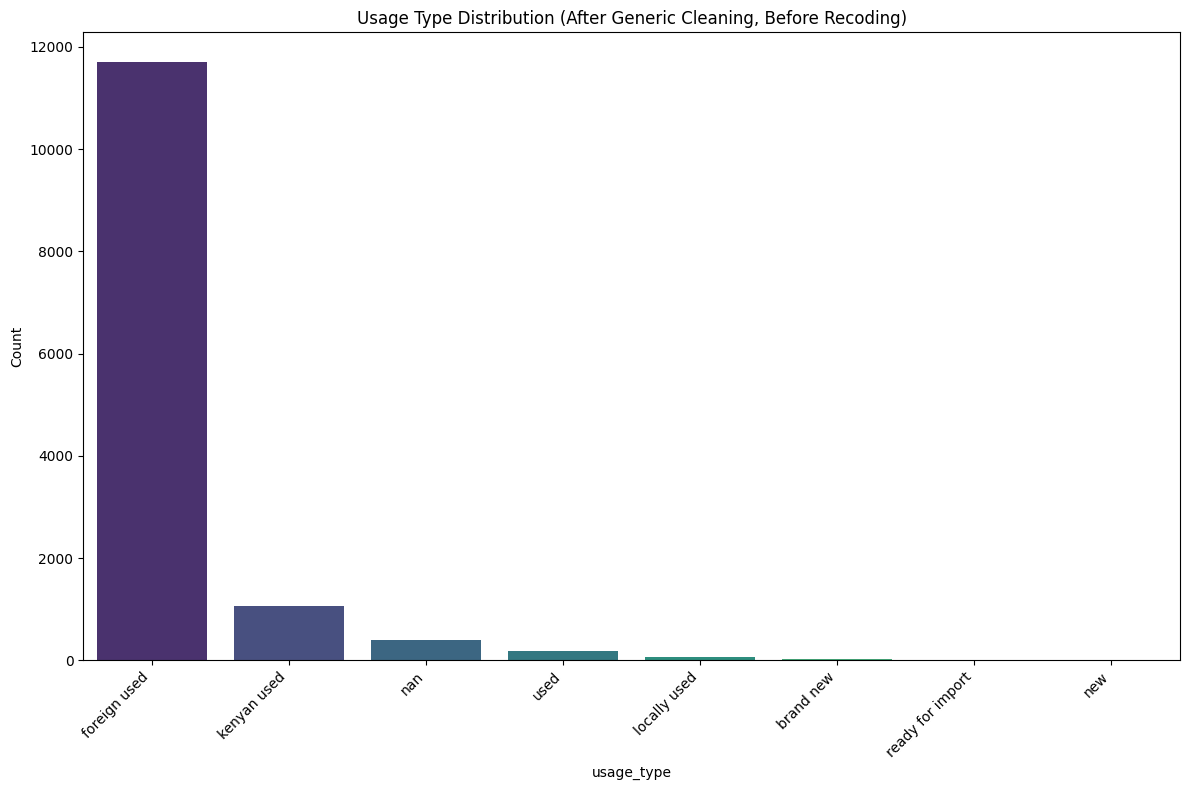 Usage Type Distribution (After Generic Cleaning, Before Recoding)
12000
10000
8000
6000
4000
2000
0
Count
foreign used
kenyan used
nan
used
locally used
brand new
ready for import
new
usage_type